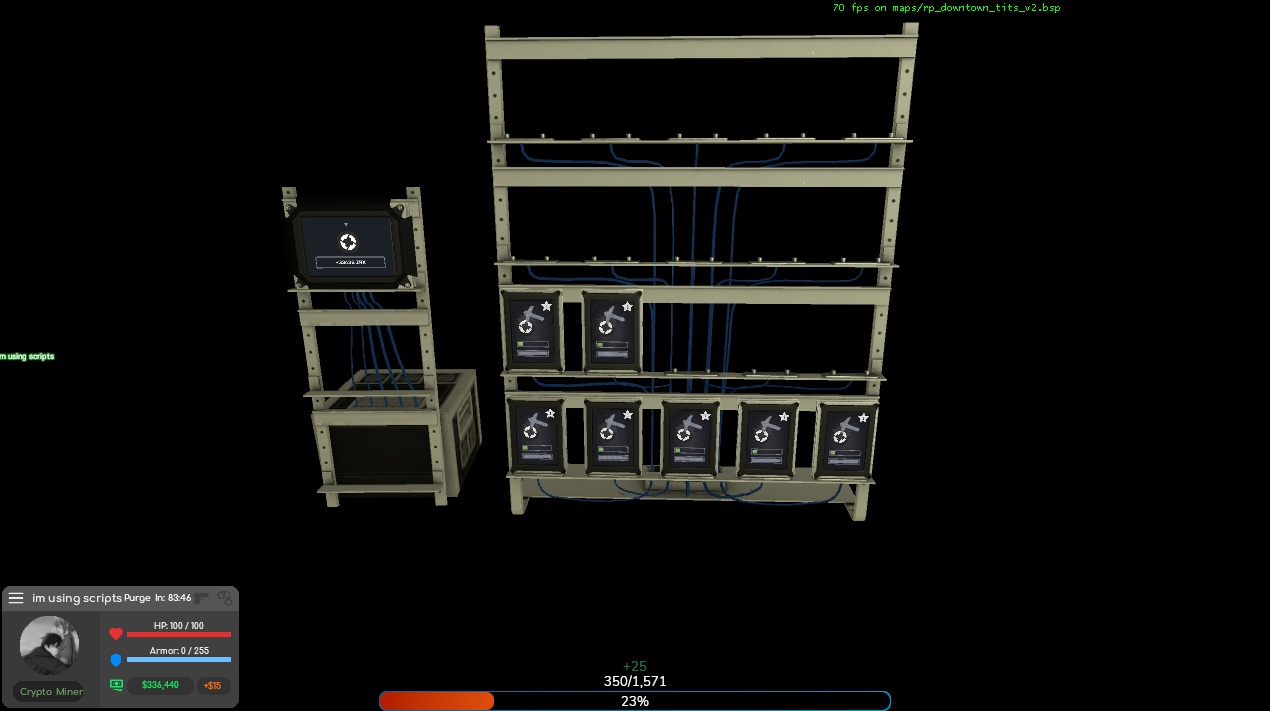 70 fps on maps/rp_downtown_tits_v2.bsp
m using scripts
im using scripts Purge In: 83:46
HP: 100 / 100
Armor: 0 / 255
Crypto Miner
$336,440
+$15
+25
350/1,571
23%